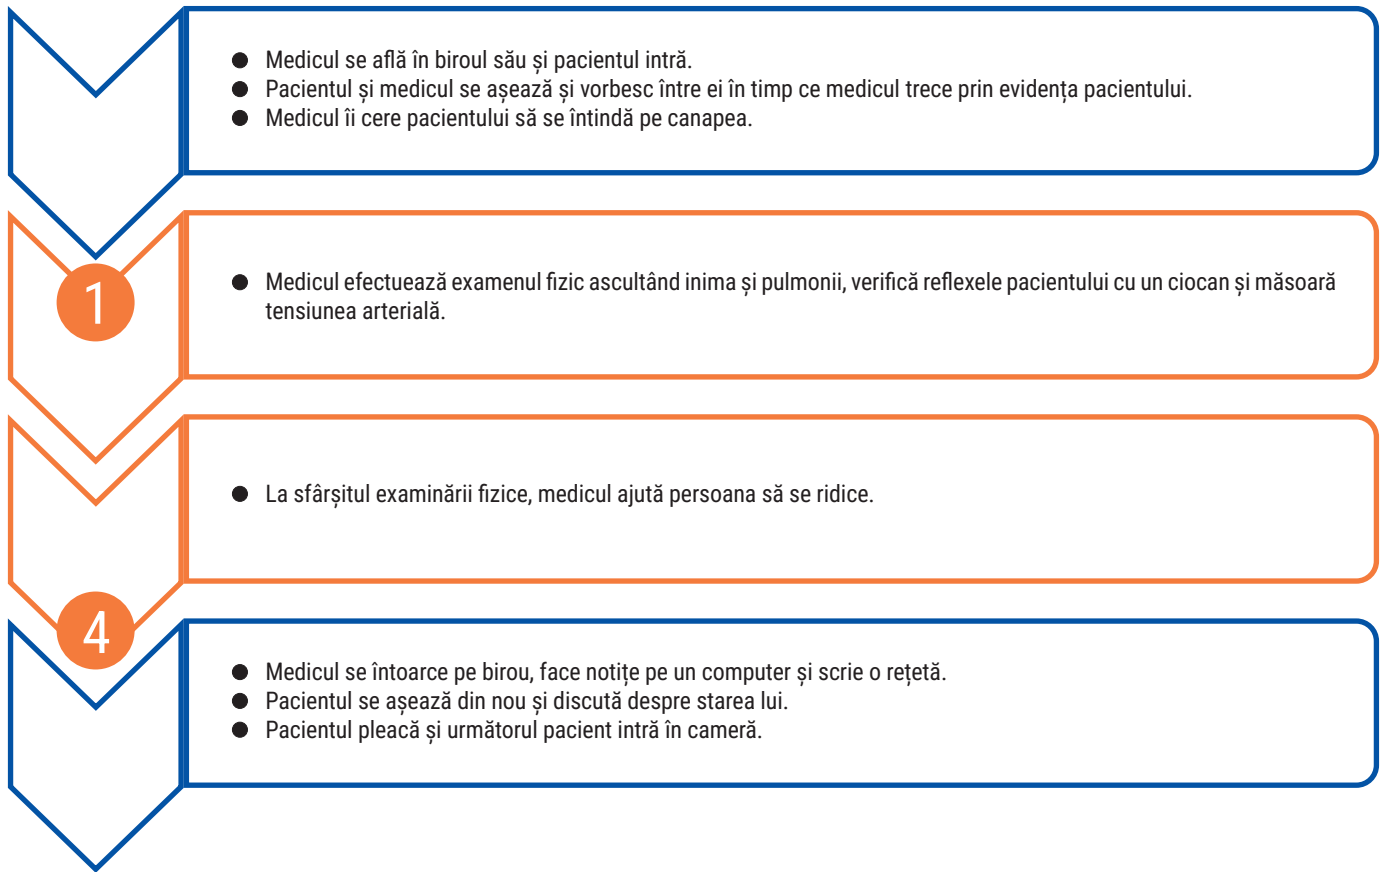 ● Medicul se află în biroul său și pacientul intră.
● Pacientul și medicul se așează și vorbesc între ei în timp ce medicul trece prin evidența pacientului.
● Medicul îi cere pacientului să se întindă pe canapea.
1
● Medicul efectuează examenul fizic ascultând inima și pulmonii, verifică reflexele pacientului cu un ciocan și măsoară
tensiunea arterială.
● La sfârșitul examinării fizice, medicul ajută persoana să se ridice.
4
● Medicul se întoarce pe birou, face notițe pe un computer și scrie o rețetă.
● Pacientul se așează din nou și discută despre starea lui.
● Pacientul pleacă și următorul pacient intră în cameră.